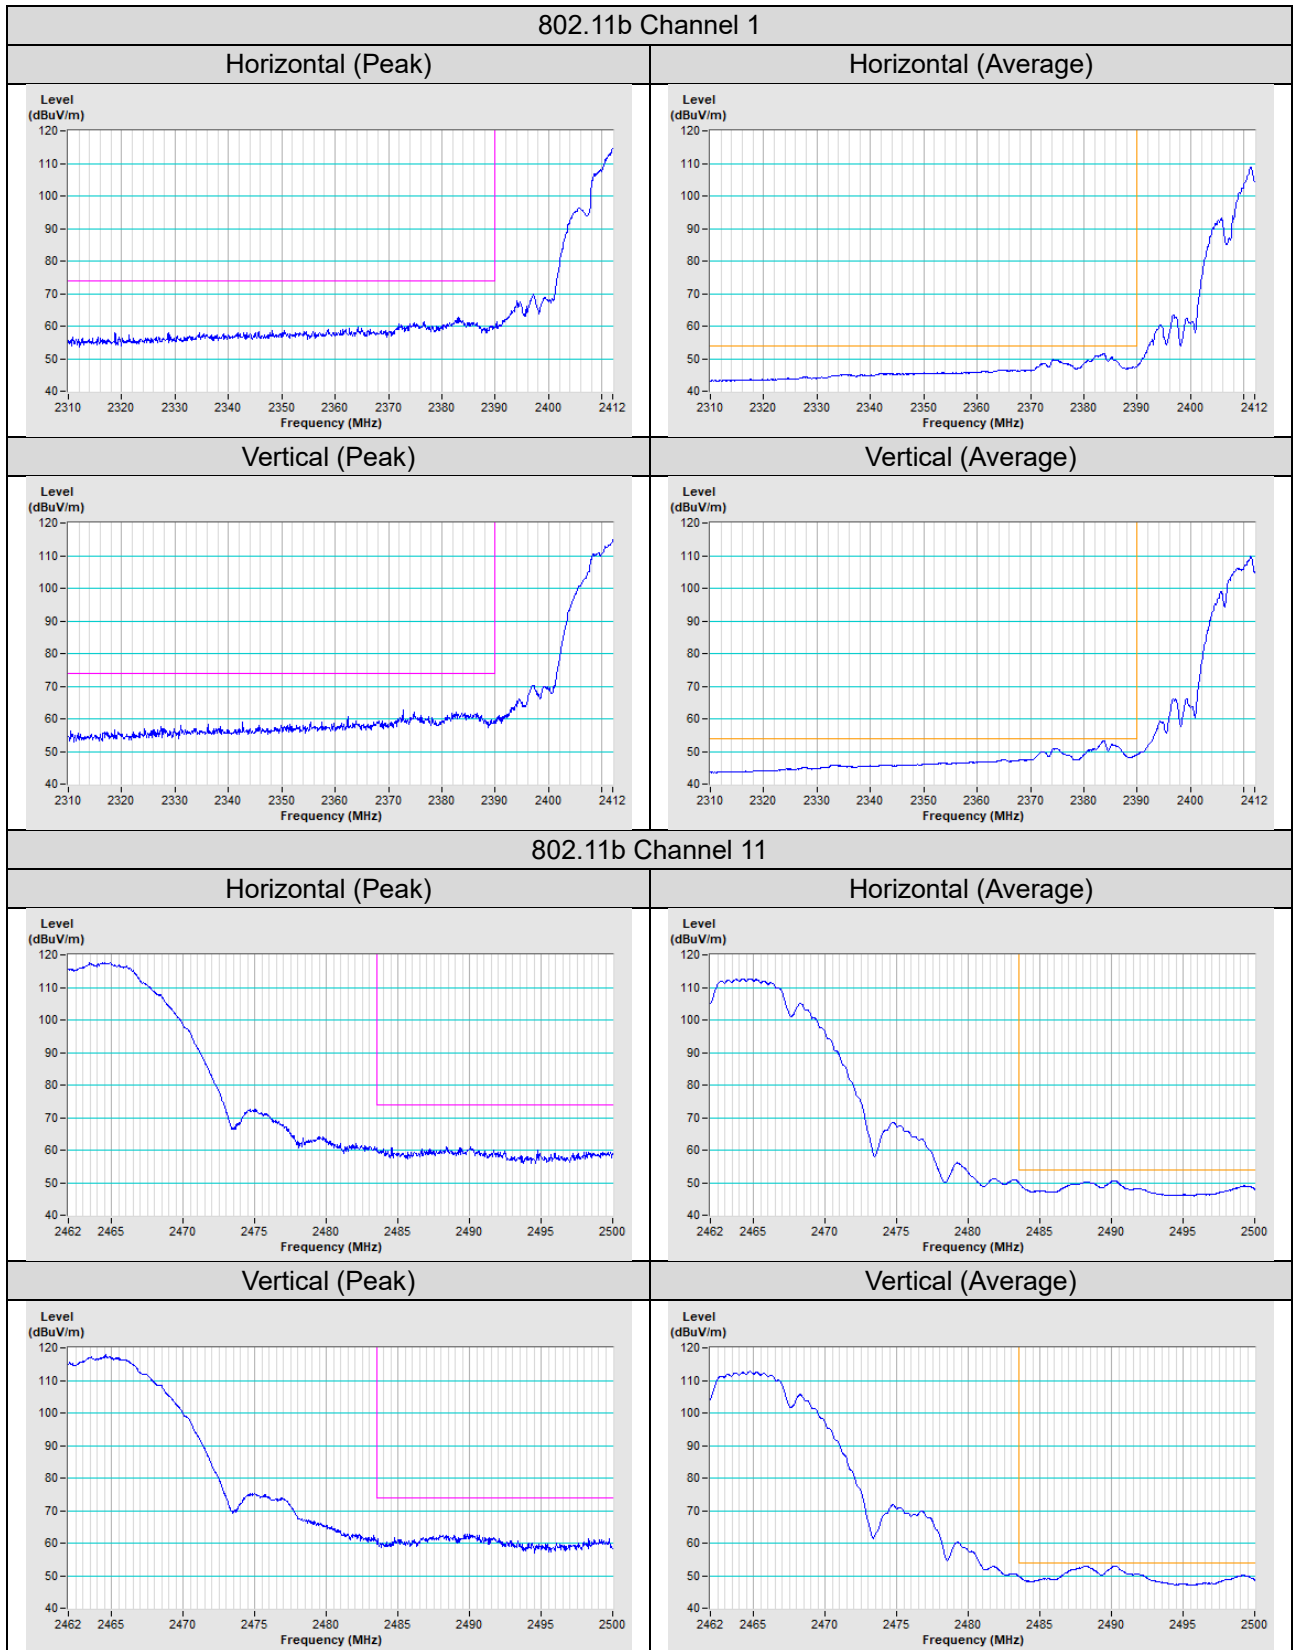 802.11b Channel 1
Horizontal (Peak)
Horizontal (Average)
Level
(dBuV/m)
120
110
100
90
80
70
60
50
40
2310 2320 2330 2340 2350 2360 2370 2380 2390 2400 2412
Frequency (MHz)
Level
(dBuV/m)
120
110
100
90
80
70
60
50
40
2310 2320 2330 2340 2350 2360 2370 2380 2390 2400 2412
Frequency (MHz)
Vertical (Peak)
Vertical (Average)
Level
(dBuV/m)
120
110
100
90
80
70
60
50
40
2310 2320 2330 2340 2350 2360 2370 2380 2390 2400 2412
Frequency (MHz)
Level
(dBuV/m)
120
110
100
90
80
70
60
50
40
2310 2320 2330 2340 2350 2360 2370 2380 2390 2400 2412
Frequency (MHz)
802.11b Channel 11
Horizontal (Peak)
Horizontal (Average)
Level
(dBuV/m)
120
110
100
90
80
70
60
50
40
2462 2465 2470 2475 2480 2485 2490 2495 2500
Frequency (MHz)
Level
(dBuV/m)
120
110
100
90
80
70
60
50
40
2462 2465 2470 2475 2480 2485 2490 2495 2500
Frequency (MHz)
Vertical (Peak)
Vertical (Average)
Level
(dBuV/m)
120
110
100
90
80
70
60
50
40
2462 2465 2470 2475 2480 2485 2490 2495 2500
Frequency (MHz)
Level
(dBuV/m)
120
110
100
90
80
70
60
50
40
2462 2465 2470 2475 2480 2485 2490 2495 2500
Frequency (MHz)